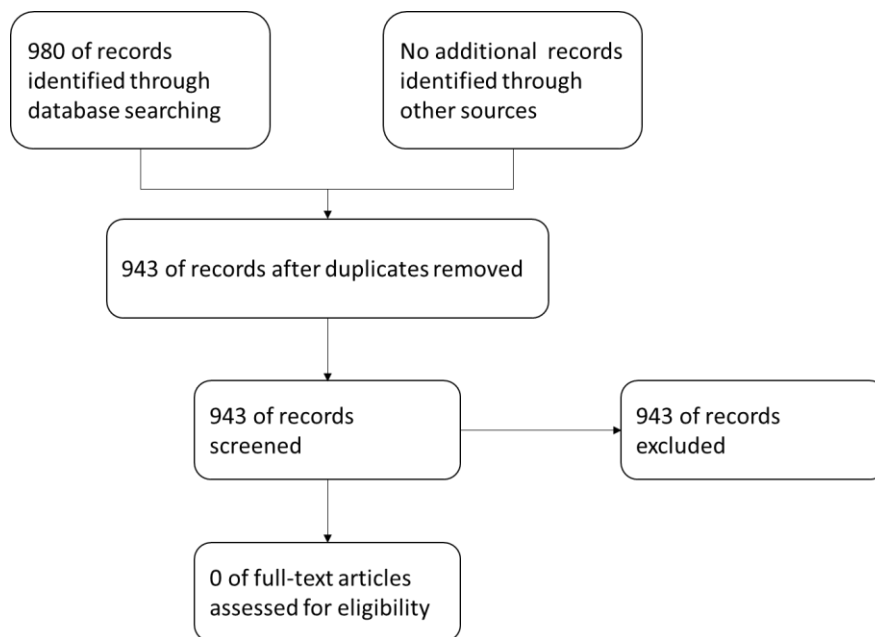 980 of records
identified through
database searching
No additional records
identified through
other sources
943 of records after duplicates removed
943 of records
screened
943 of records
excluded
0 of full-text articles
assessed for eligibility